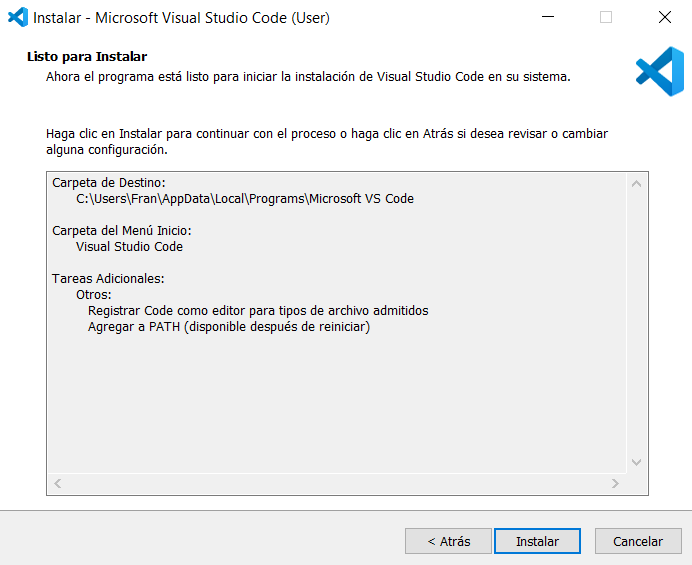 Instalar - Microsoft Visual Studio Code (User)
Listo para Instalar
Ahora el programa está listo para iniciar la instalación de Visual Studio Code en su sistema.
Haga clic en Instalar para continuar con el proceso o haga clic en Atrás si desea revisar o cambiar
alguna configuración.
Carpeta de Destino:
C:\Users\Fran\AppData\Local\Programs\Microsoft VS Code
Carpeta del Menú Inicio:
Visual Studio Code
Tareas Adicionales:
Otros:
Registrar Code como editor para tipos de archivo admitidos
Agregar a PATH (disponible después de reiniciar)
< Atrás Instalar Cancelar